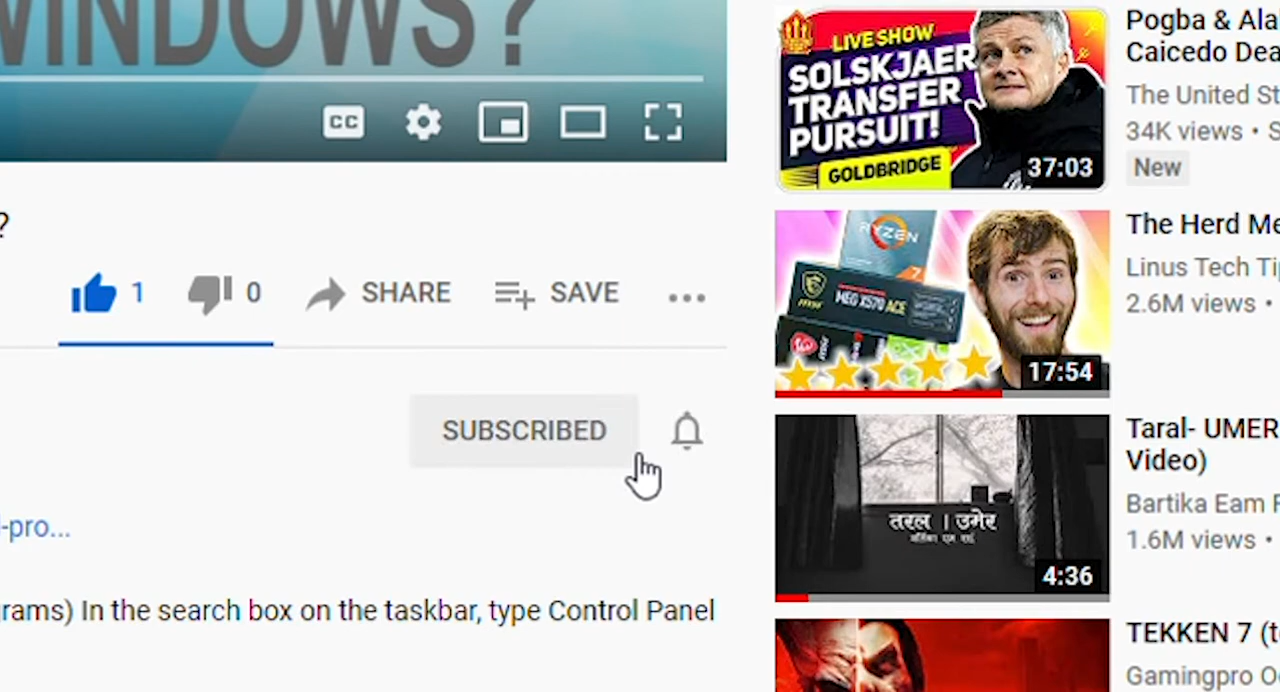 WINDOWS?
CC
?
1
0
SHARE
SAVE
SUBSCRIBED
-pro...
grams) In the search box on the taskbar, type Control Panel
LIVE SHOW
SOLSKJAER
TRANSFER
PURSUIT!
GOLDBRIDGE
37:03
Pogba & Ala
Caicedo Dea
The United St
34K views • S
New
RYZEN
7
MEG X570 ACE
17:54
The Herd Me
Linus Tech Tip
2.6M views •
तरल | उमेर
4:36
Taral- UMER
Video)
Bartika Eam R
1.6M views •
TEKKEN 7 (t
Gamingpro O